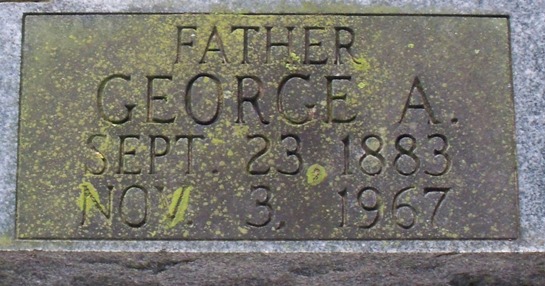 FATHER
GEORGE A.
SEPT. 23, 1883
NOV. 3, 1967